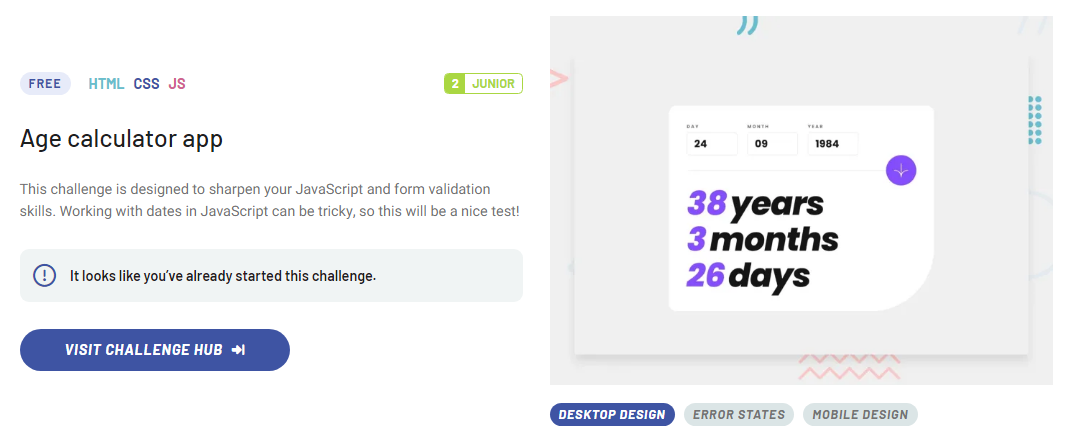 FREE HTML CSS JS 2 JUNIOR
Age calculator app
This challenge is designed to sharpen your JavaScript and form validation
skills. Working with dates in JavaScript can be tricky, so this will be a nice test!
It looks like you've already started this challenge.
VISIT CHALLENGE HUB
DAY MONTH YEAR
24 09 1984
38 years
3 months
26 days
DESKTOP DESIGN ERROR STATES MOBILE DESIGN